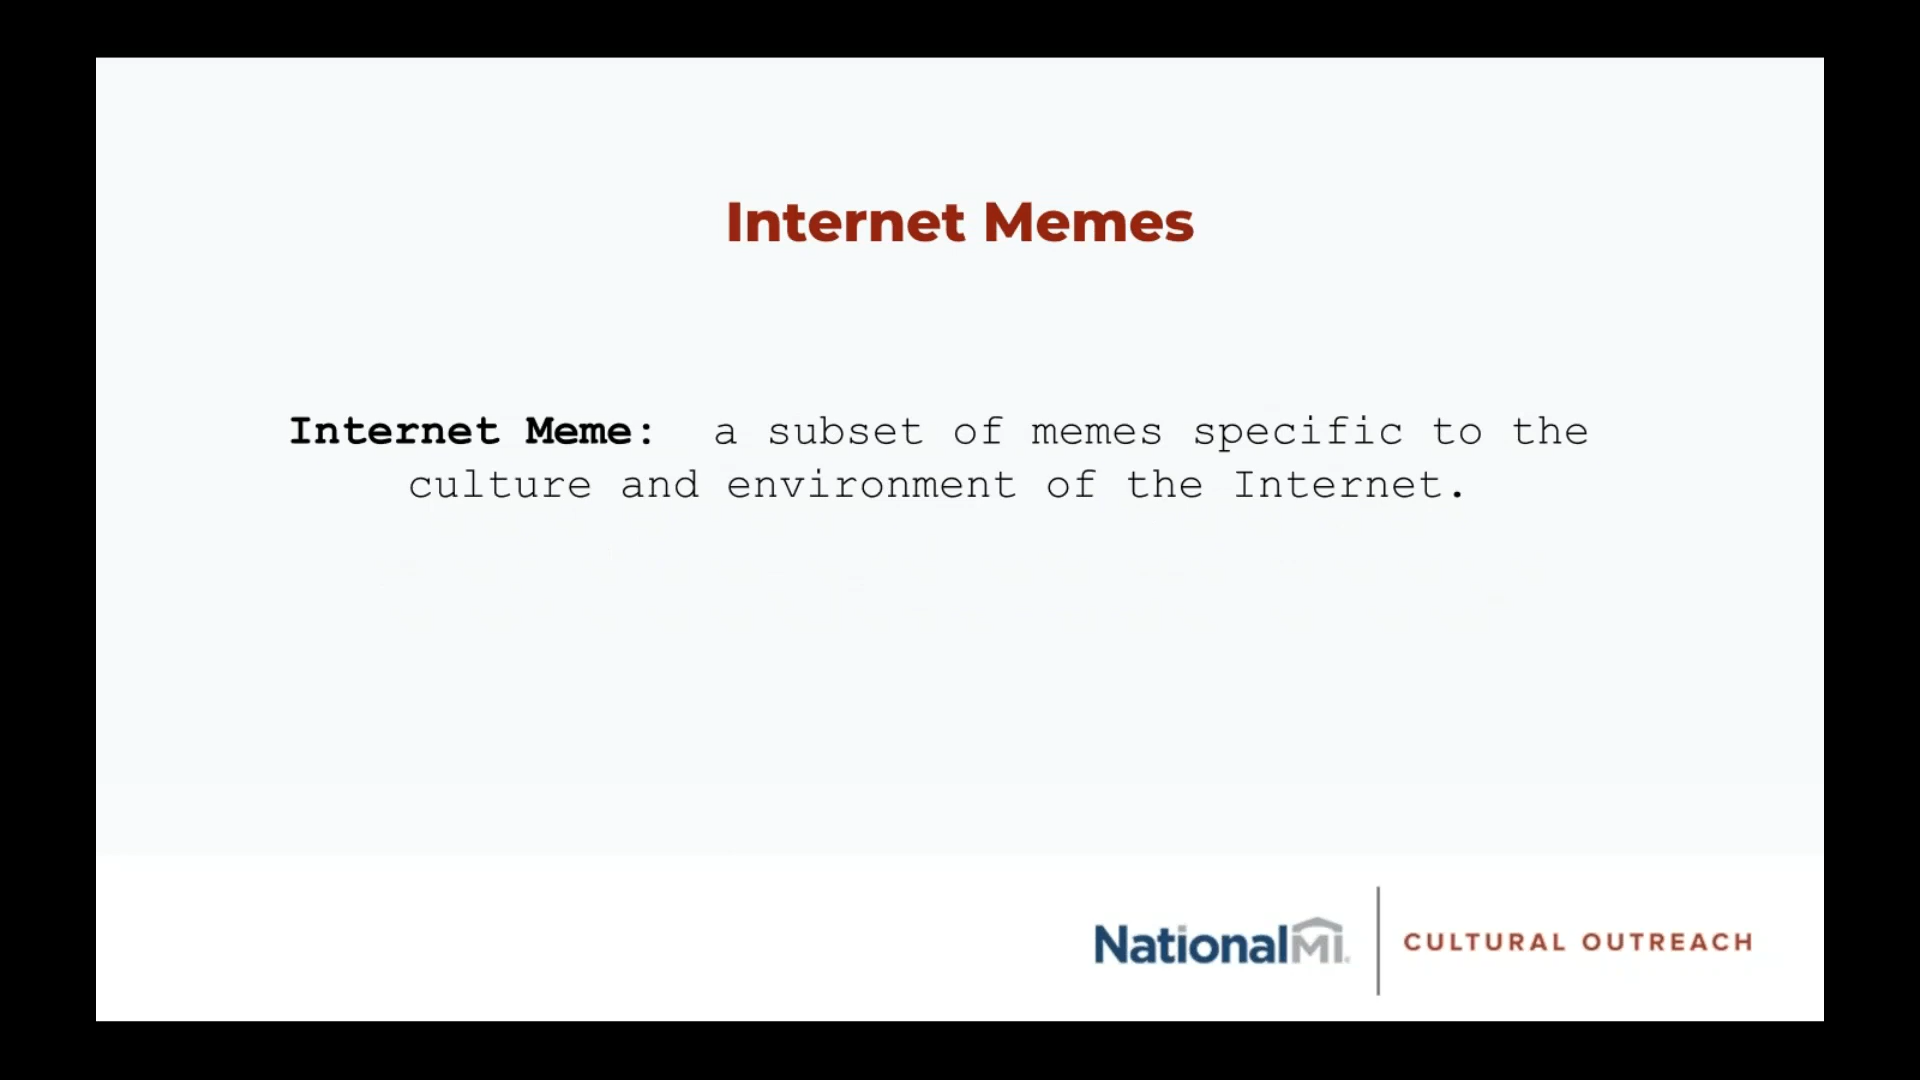 Internet Memes
Internet Meme:  a subset of memes specific to the
culture and environment of the Internet.
NationalMI.
CULTURAL OUTREACH